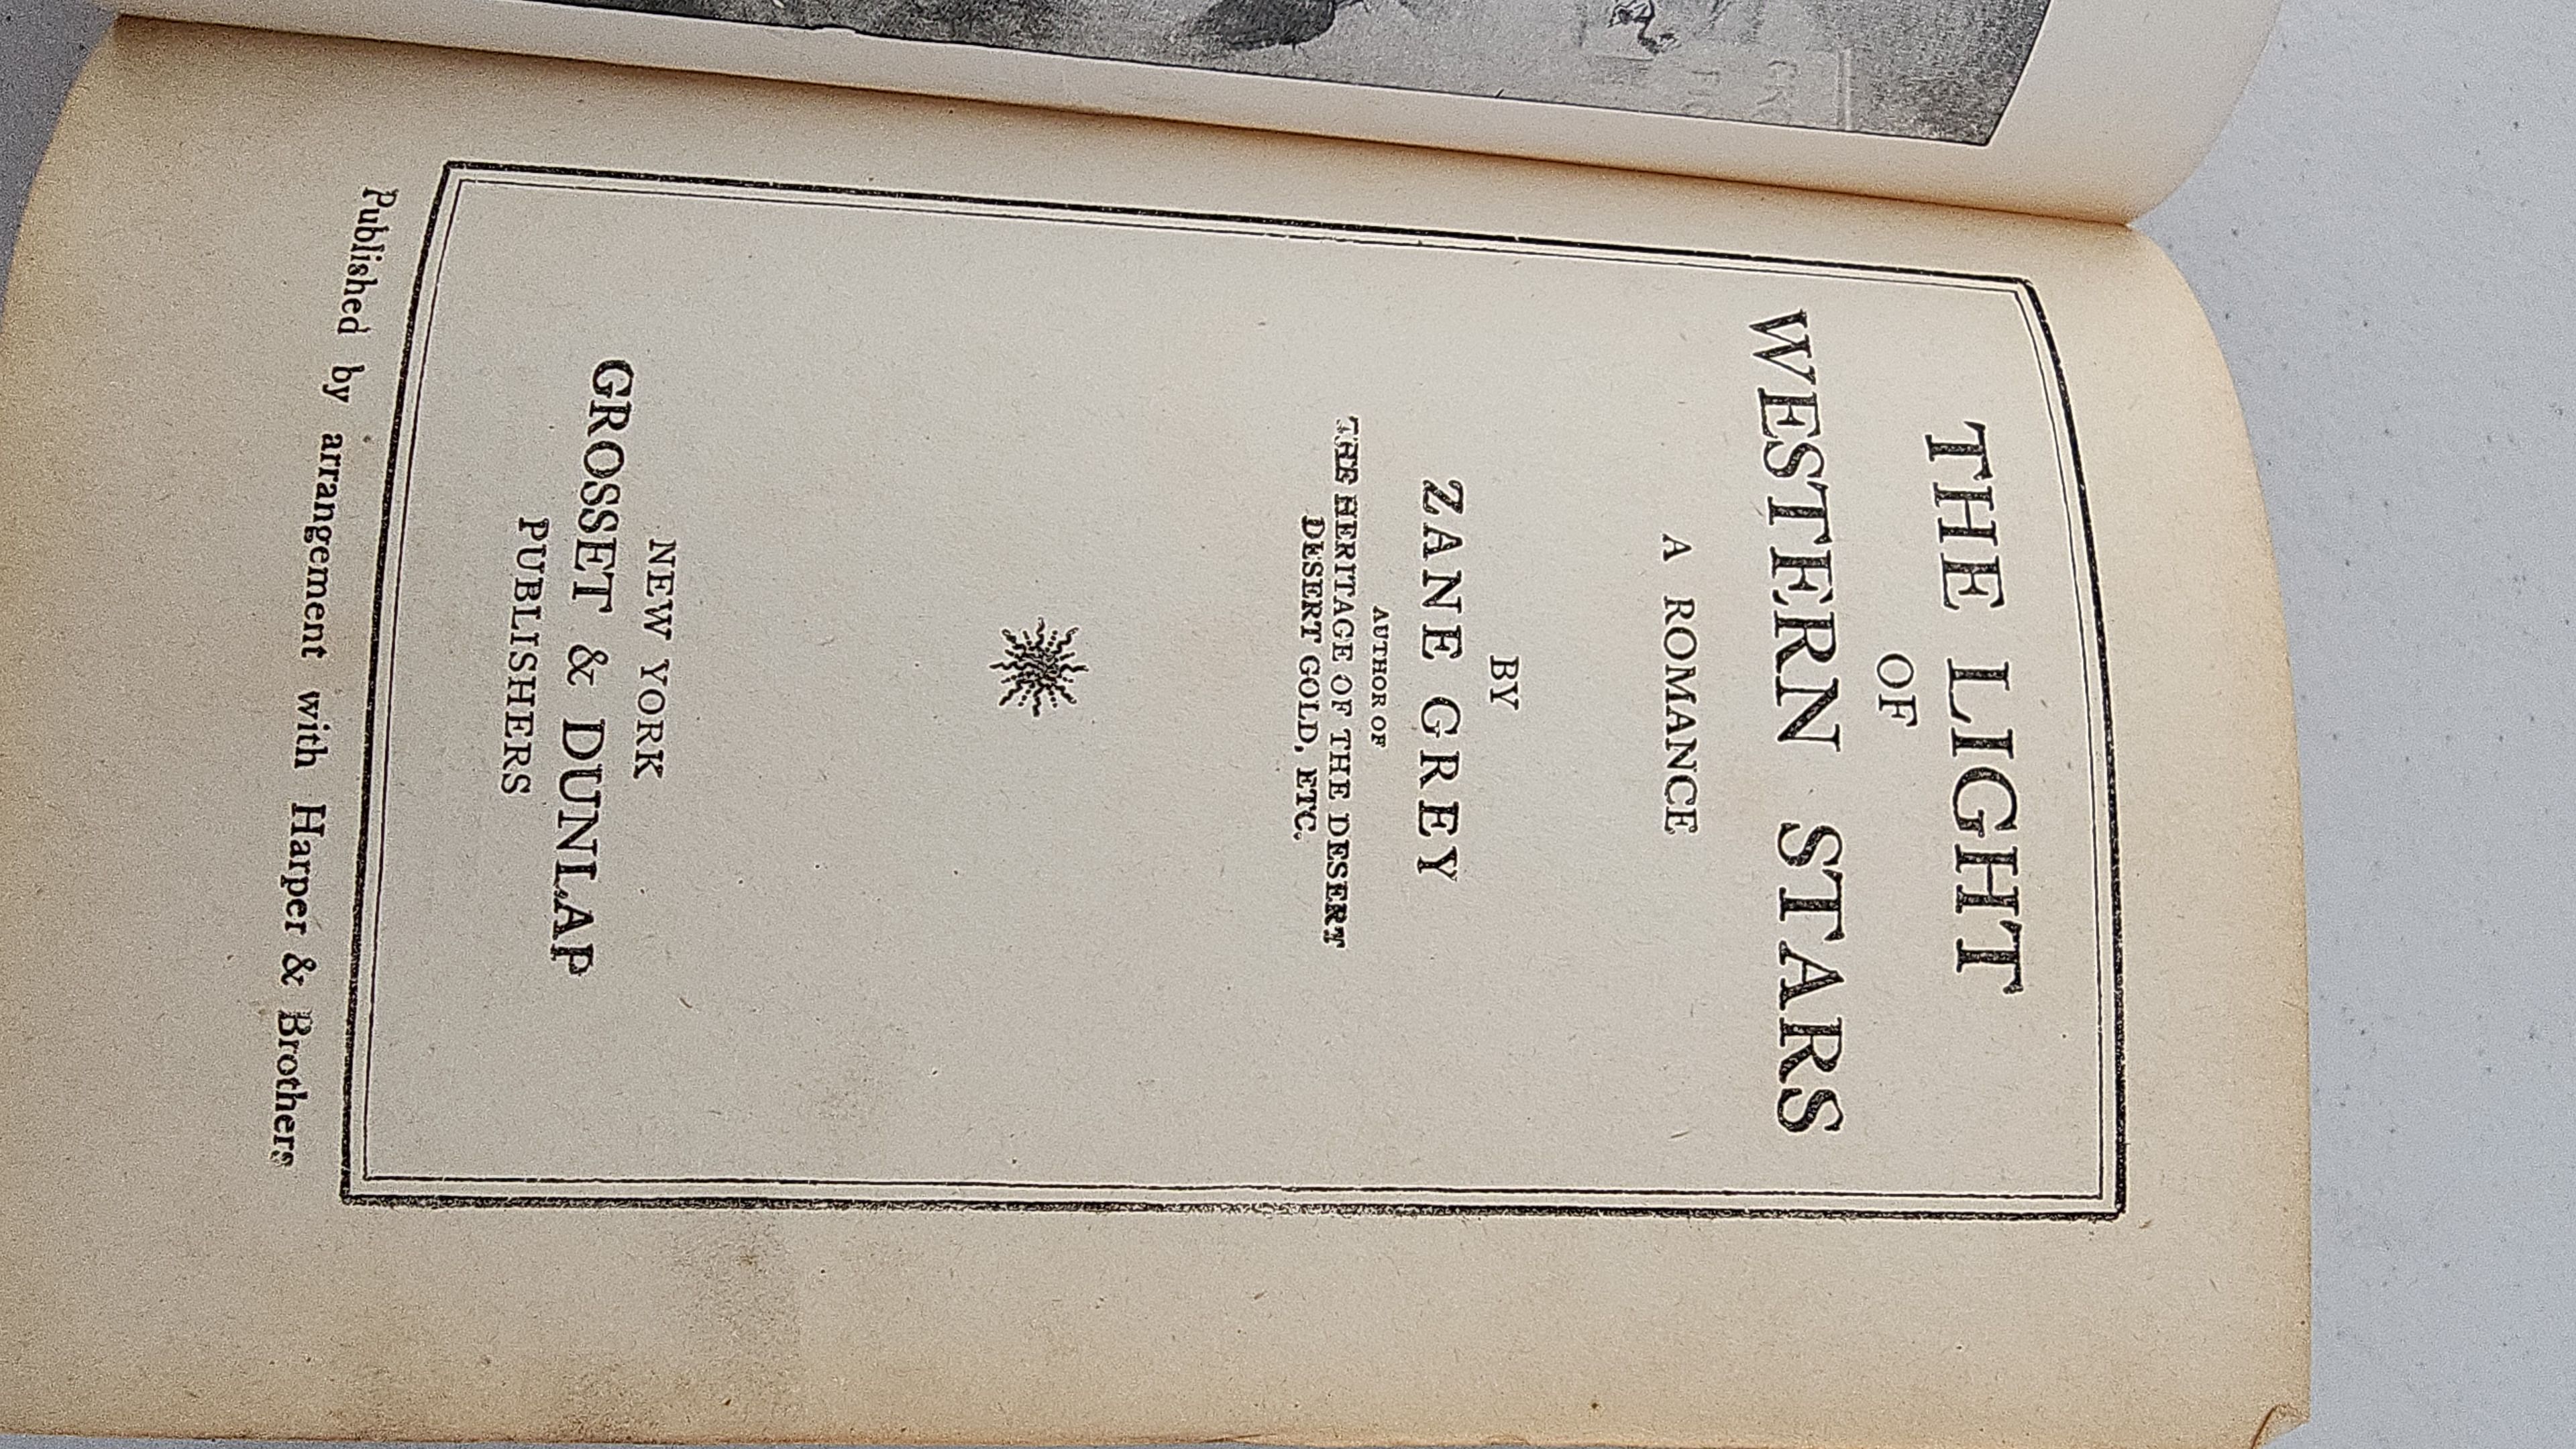 THE LIGHT
OF
WESTERN STARS
A ROMANCE
BY
ZANE GREY
AUTHOR OF
THE HERITAGE OF THE DESERT
DESERT GOLD, ETC.
NEW YORK
GROSSET & DUNLAP
PUBLISHERS
Published by arrangement with Harper & Brothers